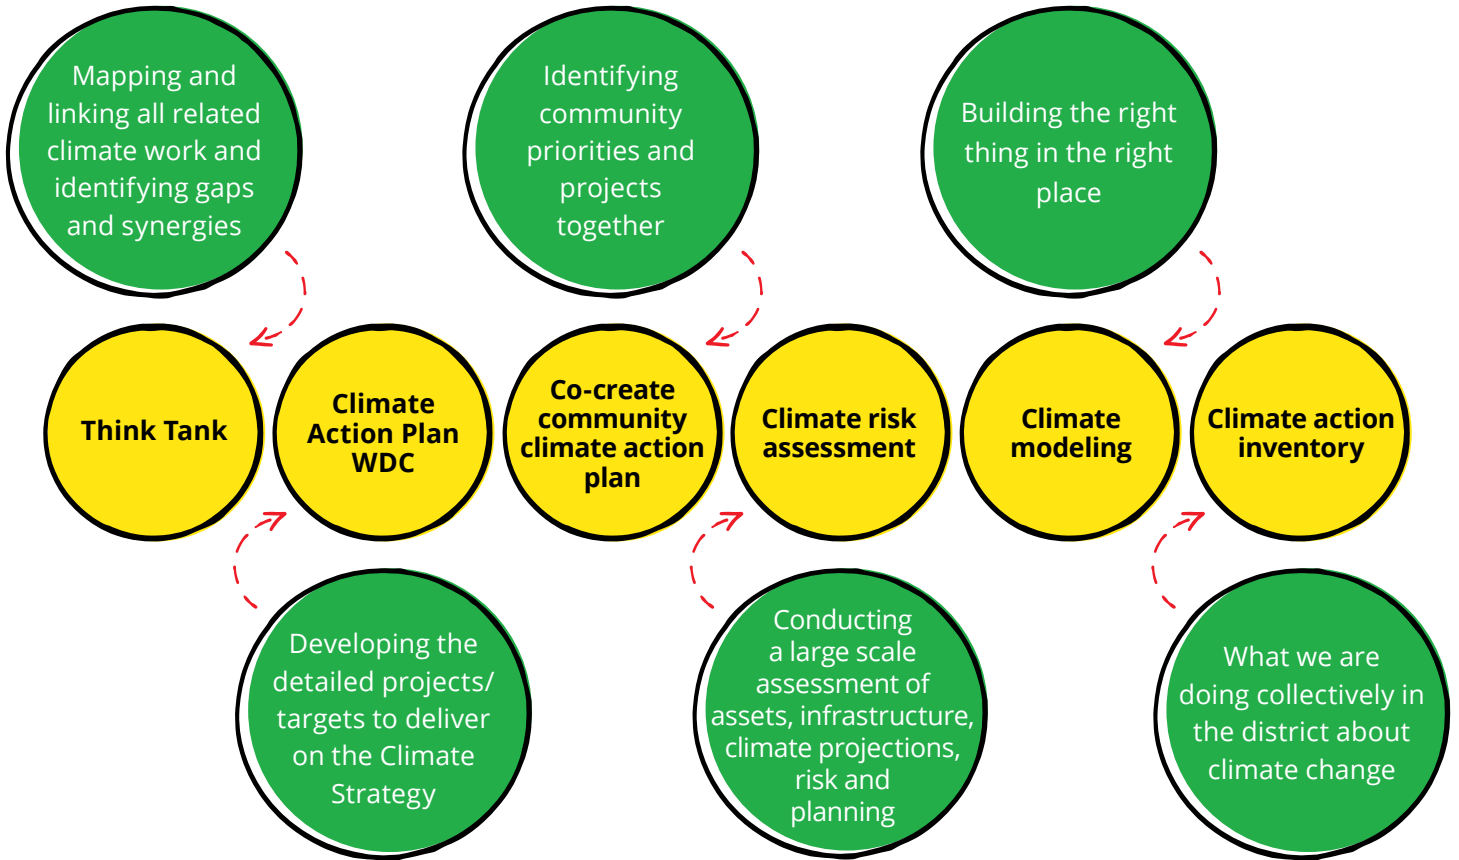 Mapping and
linking all related
climate work and
identifying gaps
and synergies
Identifying
community
priorities and
projects
together
Building the right
thing in the right
place
Think Tank
Climate
Action Plan
WDC
Co-create
community
climate action
plan
Climate risk
assessment
Climate
modeling
Climate action
inventory
Developing the
detailed projects/
targets to deliver
on the Climate
Strategy
Conducting
a large scale
assessment of
assets, infrastructure,
climate projections,
risk and
planning
What we are
doing collectively in
the district about
climate change